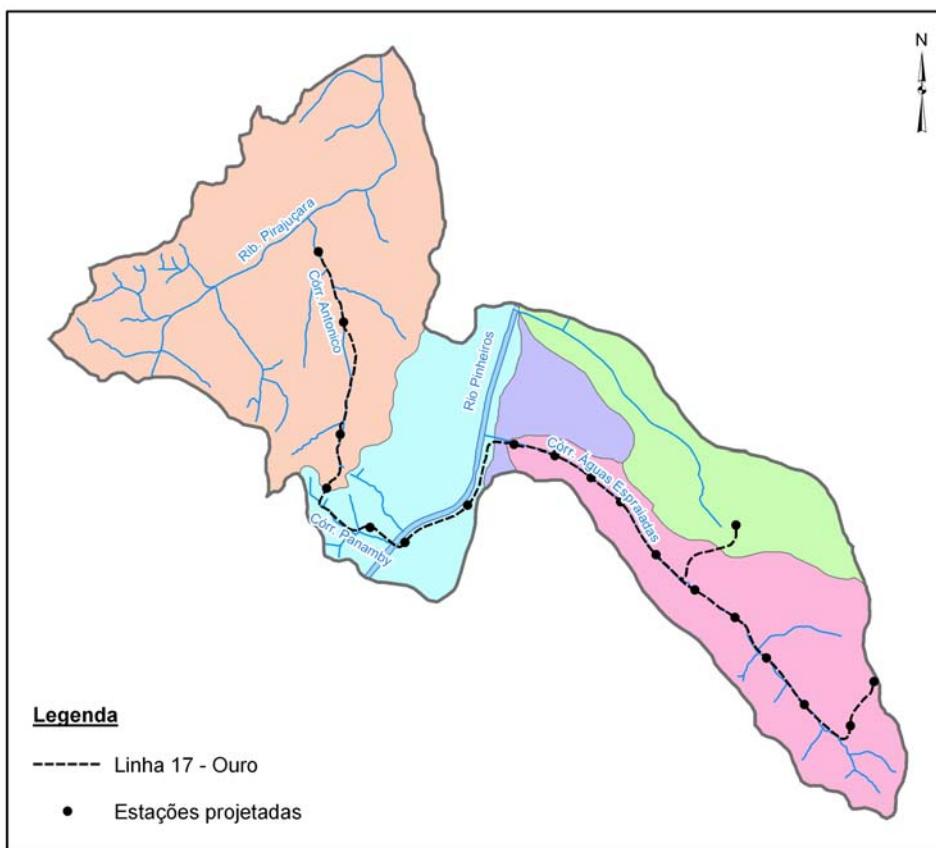 N
Rib. Pirajuçara
Córr. Antonico
Rio Pinheiros
Córr. Águas Espraiadas
Córr. Panamby
Legenda
Linha 17 - Ouro
Estações projetadas